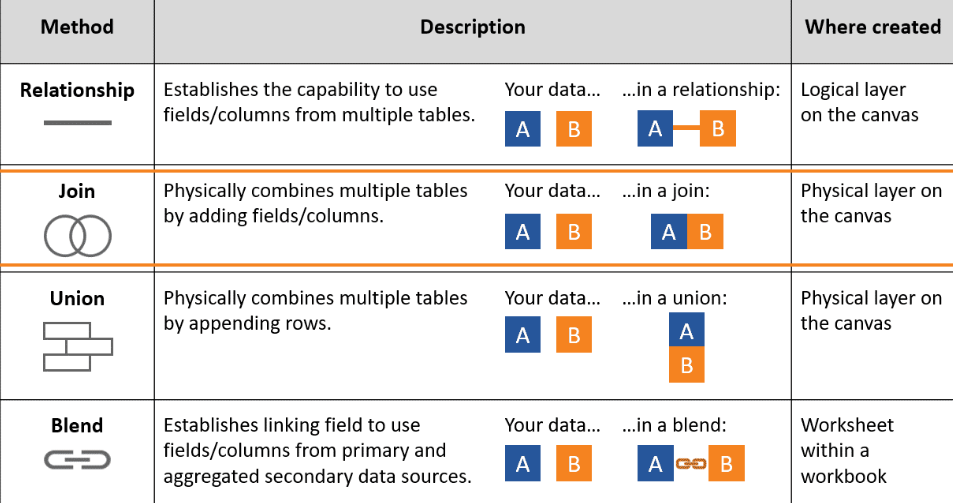 Method Description Where created
Relationship Establishes the capability to use Your data... ...in a relationship: Logical layer
fields/columns from multiple tables. A B A B on the canvas
Join Physically combines multiple tables Your data... ...in a join: Physical layer on
by adding fields/columns. A B A B the canvas
Union Physically combines multiple tables Your data... ...in a union: Physical layer on
by appending rows. A B A the canvas
B
Blend Establishes linking field to use Your data... ...in a blend: Worksheet
fields/columns from primary and A B A B within a
aggregated secondary data sources. workbook